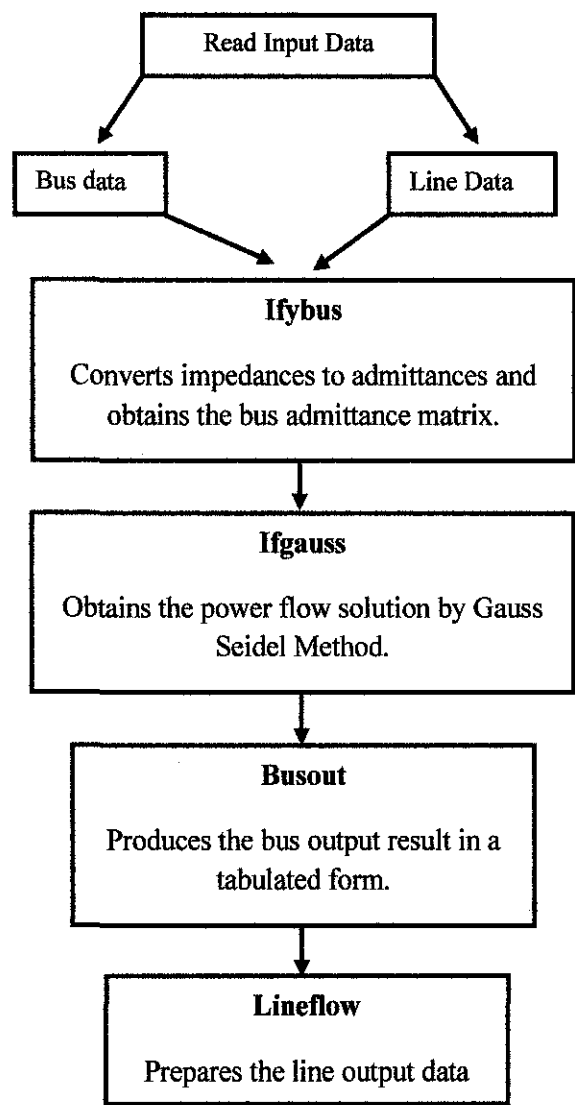 Read Input Data
Bus data
Line Data
Ifybus
Converts impedances to admittances and
obtains the bus admittance matrix.
Ifgauss
Obtains the power flow solution by Gauss
Seidel Method.
Busout
Produces the bus output result in a
tabulated form.
Lineflow
Prepares the line output data